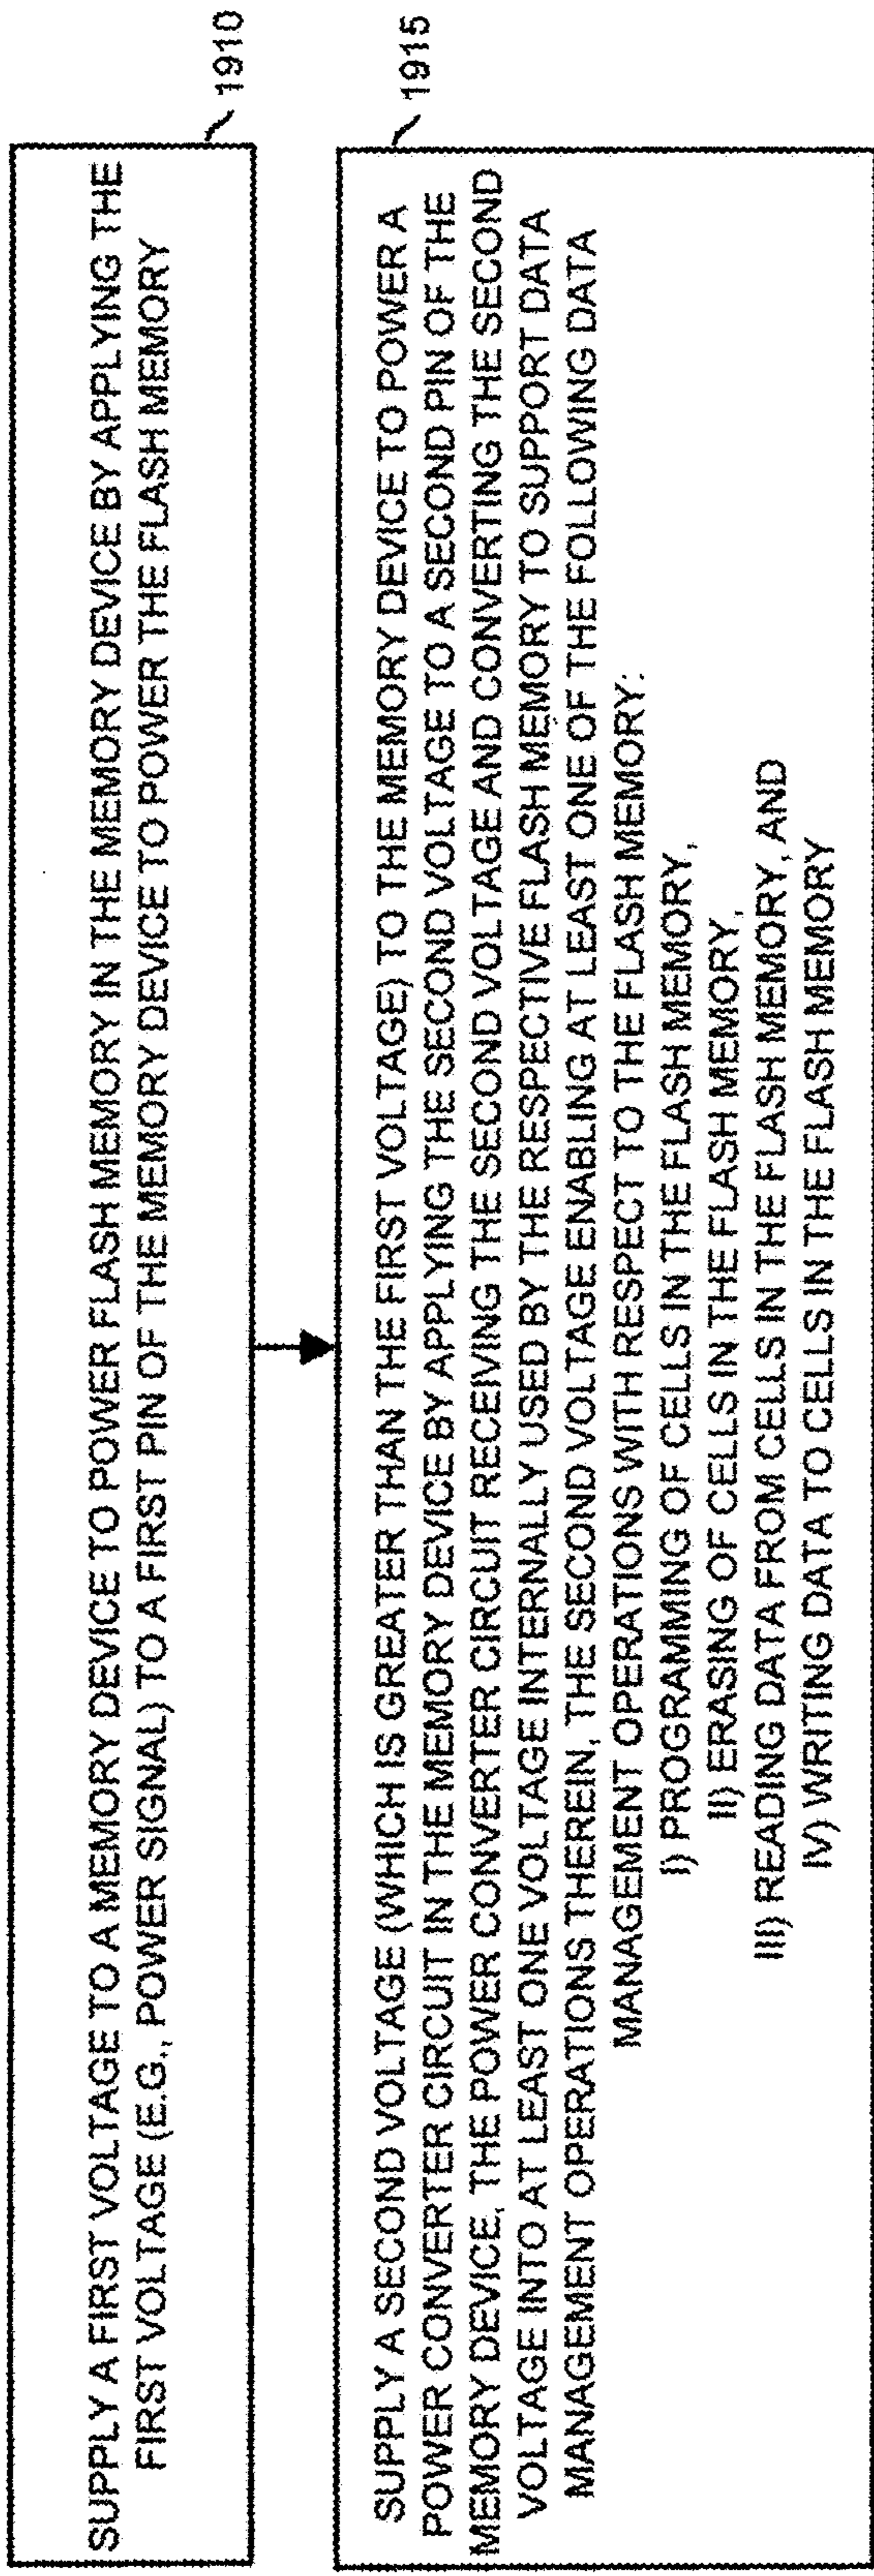 SUPPLY A FIRST VOLTAGE TO A MEMORY DEVICE TO POWER FLASH MEMORY IN THE MEMORY DEVICE BY APPLYING THE
FIRST VOLTAGE (E.G., POWER SIGNAL) TO A FIRST PIN OF THE MEMORY DEVICE TO POWER THE FLASH MEMORY
1910
SUPPLY A SECOND VOLTAGE (WHICH IS GREATER THAN THE FIRST VOLTAGE) TO THE MEMORY DEVICE TO POWER A
POWER CONVERTER CIRCUIT IN THE MEMORY DEVICE BY APPLYING THE SECOND VOLTAGE TO A SECOND PIN OF THE
MEMORY DEVICE, THE POWER CONVERTER CIRCUIT RECEIVING THE SECOND VOLTAGE AND CONVERTING THE SECOND
VOLTAGE INTO AT LEAST ONE VOLTAGE INTERNALLY USED BY THE RESPECTIVE FLASH MEMORY TO SUPPORT DATA
MANAGEMENT OPERATIONS THEREIN, THE SECOND VOLTAGE ENABLING AT LEAST ONE OF THE FOLLOWING DATA
MANAGEMENT OPERATIONS WITH RESPECT TO THE FLASH MEMORY:
I) PROGRAMMING OF CELLS IN THE FLASH MEMORY,
II) ERASING OF CELLS IN THE FLASH MEMORY,
III) READING DATA FROM CELLS IN THE FLASH MEMORY, AND
IV) WRITING DATA TO CELLS IN THE FLASH MEMORY
1915